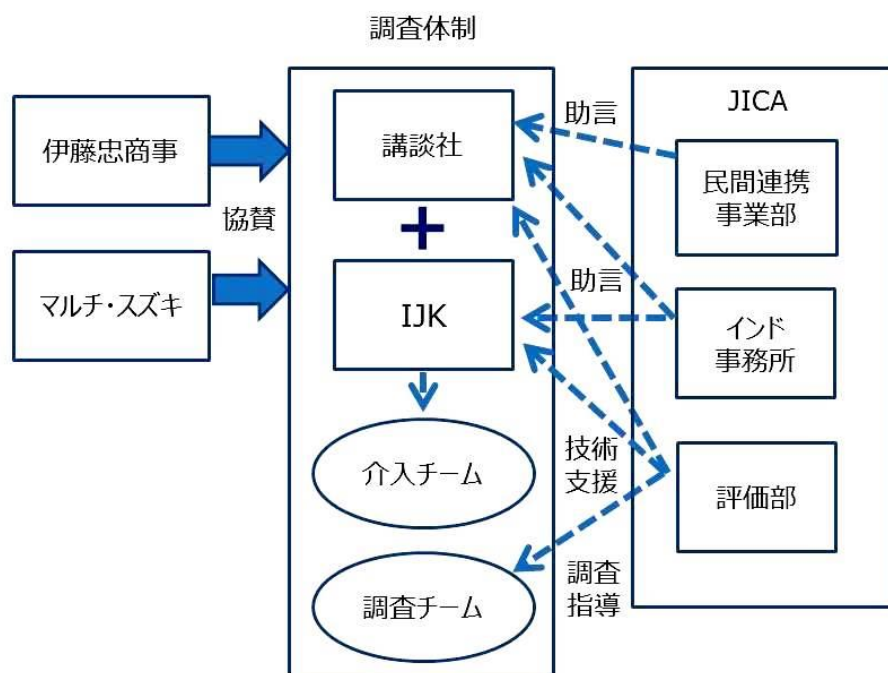 調査体制
伊藤忠商事
協賛
マルチ・スズキ
講談社
+
IJK
介入チーム
調査チーム
助言
助言
技術
支援
調査
指導
JICA
民間連携
事業部
インド
事務所
評価部